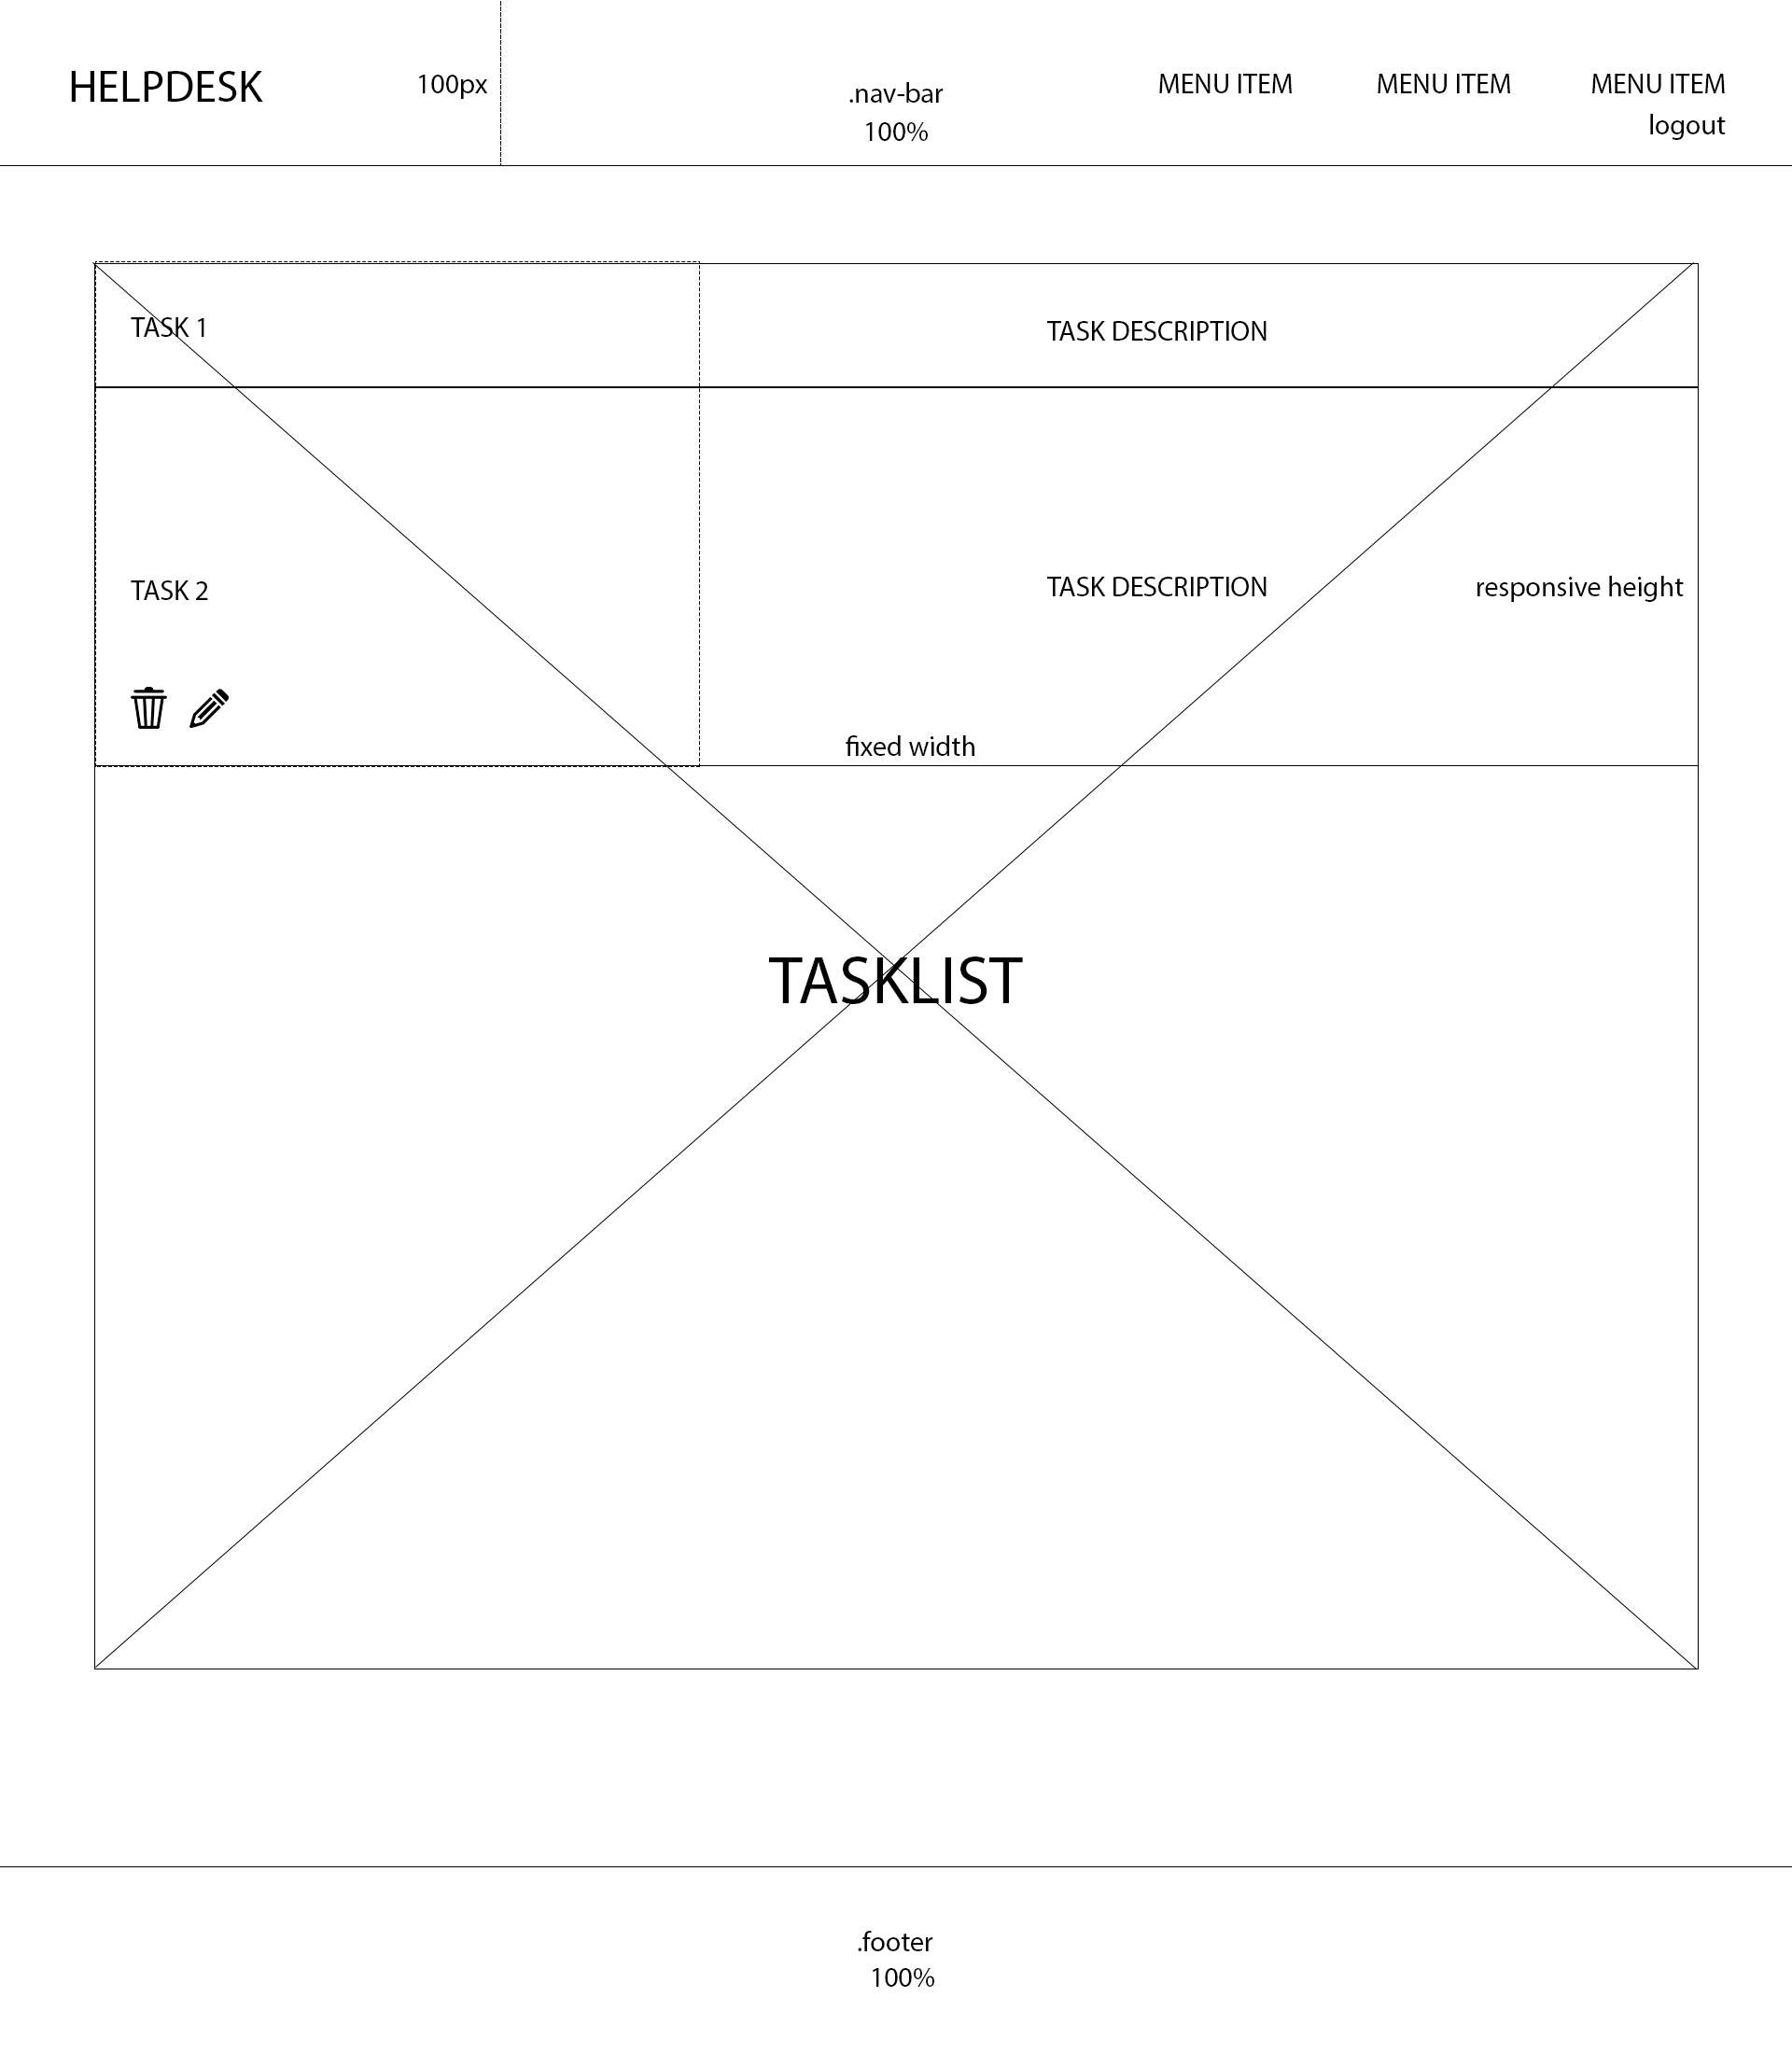 HELPDESK
100px
.nav-bar
100%
MENU ITEM
MENU ITEM
MENU ITEM
logout
TASK 1
TASK DESCRIPTION
TASK 2
TASK DESCRIPTION
responsive height
fixed width
TASKLIST
.footer
100%